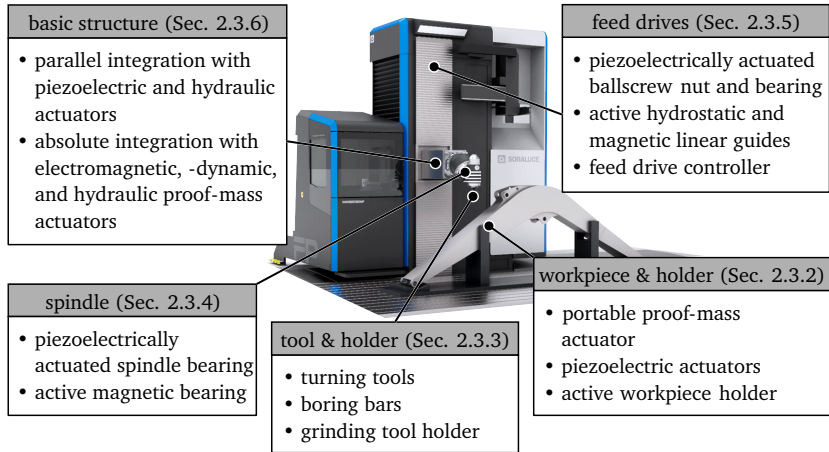 basic structure (Sec. 2.3.6)
• parallel integration with
piezoelectric and hydraulic
actuators
• absolute integration with
electromagnetic, -dynamic,
and hydraulic proof-mass
actuators
feed drives (Sec. 2.3.5)
• piezoelectrically actuated
ballscrew nut and bearing
• active hydrostatic and
magnetic linear guides
• feed drive controller
SORALUCE
spindle (Sec. 2.3.4)
• piezoelectrically
actuated spindle bearing
• active magnetic bearing
tool & holder (Sec. 2.3.3)
• turning tools
• boring bars
• grinding tool holder
workpiece & holder (Sec. 2.3.2)
• portable proof-mass
actuator
• piezoelectric actuators
• active workpiece holder